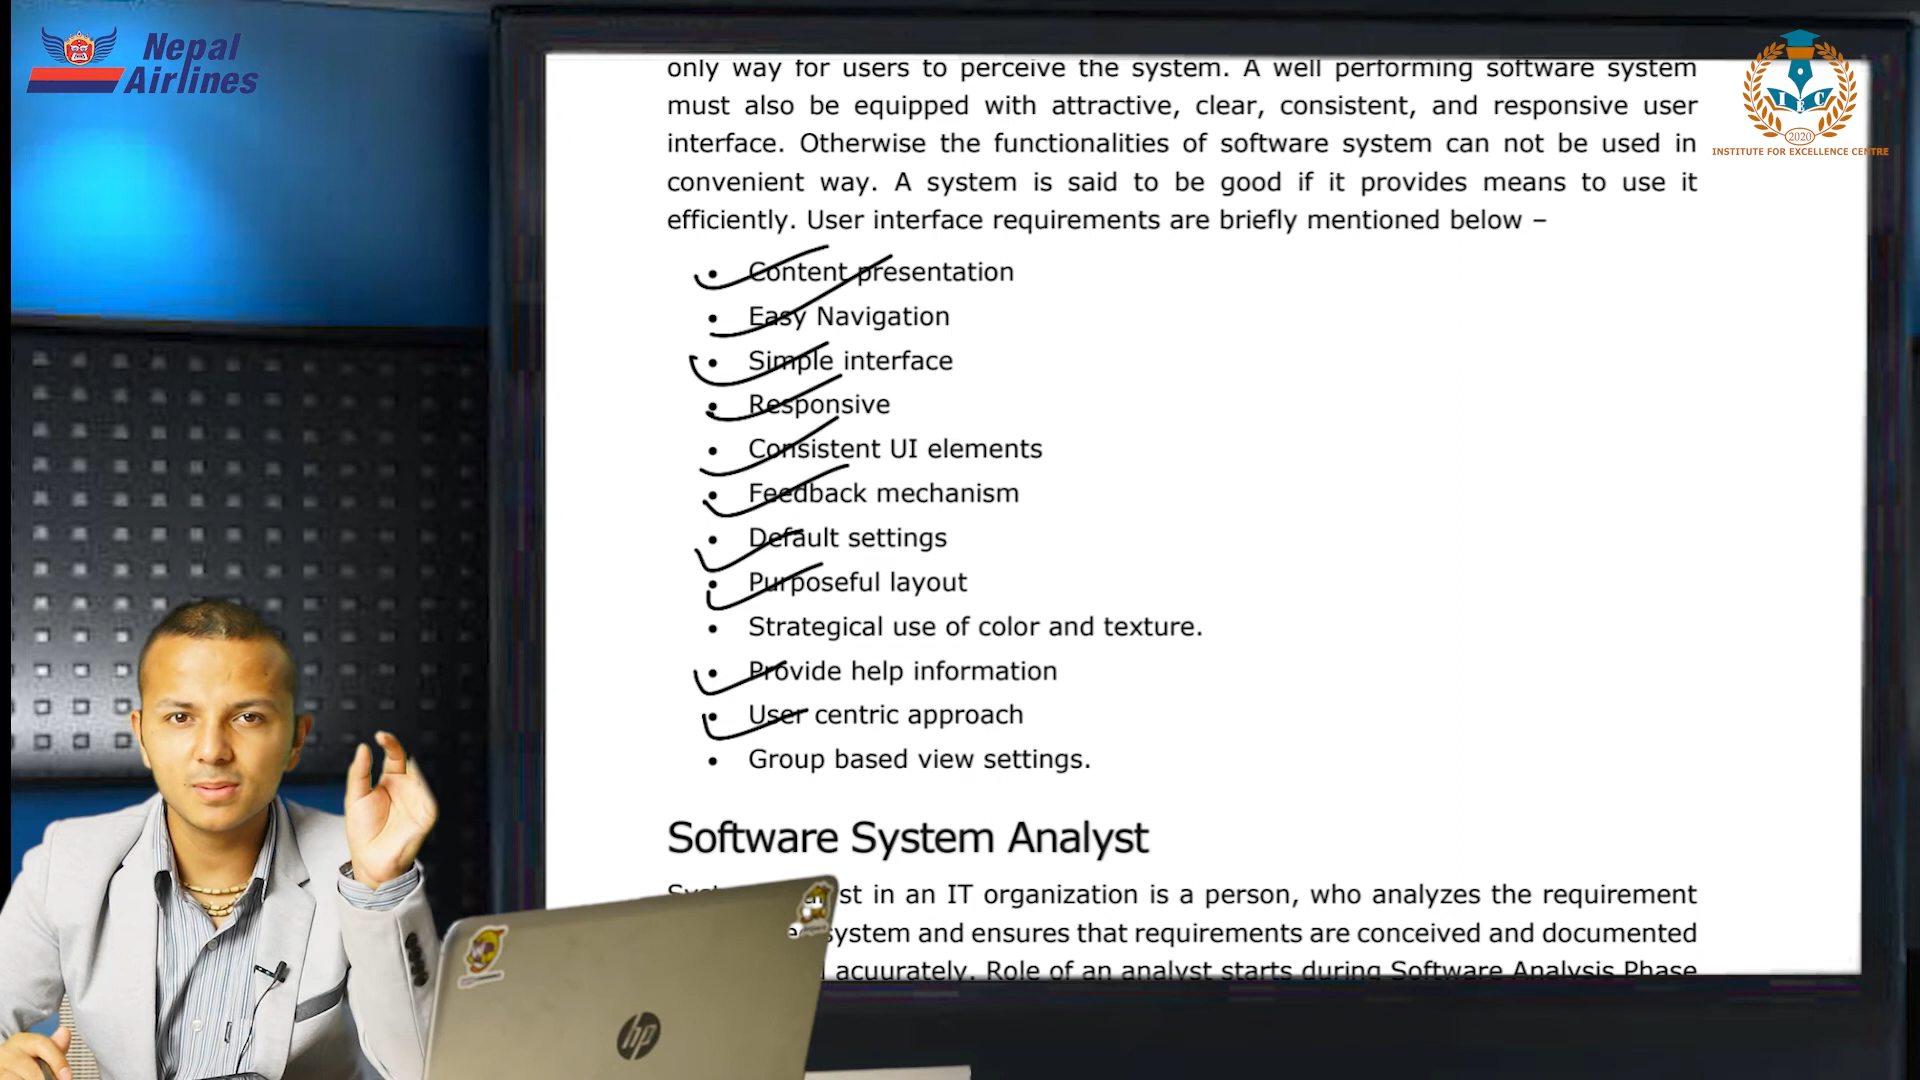 Nepal
Airlines
I E C
2020
INSTITUTE FOR EXCELLENCE CENTRE
only way for users to perceive the system. A well performing software system
must also be equipped with attractive, clear, consistent, and responsive user
interface. Otherwise the functionalities of software system can not be used in
convenient way. A system is said to be good if it provides means to use it
efficiently. User interface requirements are briefly mentioned below –
• Content presentation
• Easy Navigation
• Simple interface
• Responsive
• Consistent UI elements
• Feedback mechanism
• Default settings
• Purposeful layout
• Strategical use of color and texture.
• Provide help information
• User centric approach
• Group based view settings.
Software System Analyst
st in an IT organization is a person, who analyzes the requirement
system and ensures that requirements are conceived and documented
acuurately. Role of an analyst starts during Software Analysis Phase
hp